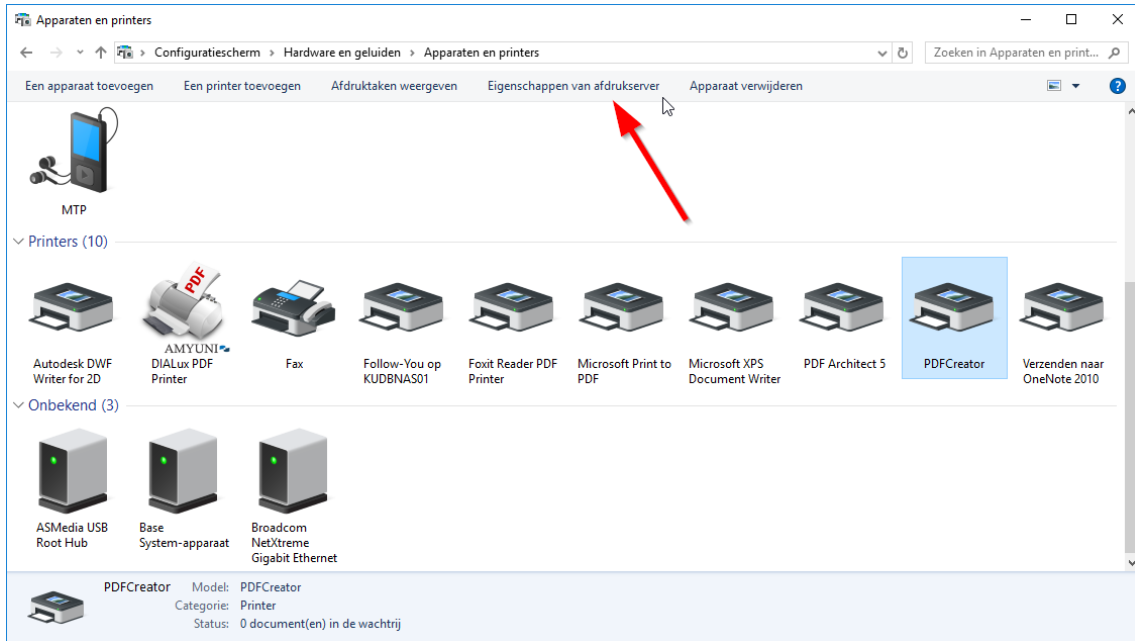 Apparaten en printers
Configuratiescherm > Hardware en geluiden > Apparaten en printers
Zoeken in Apparaten en print...
Een apparaat toevoegen Een printer toevoegen Afdruktaken weergeven Eigenschappen van afdrukserver Apparaat verwijderen
?
MTP
Printers (10)
PDF
AMYUNI
Autodesk DWF
Writer for 2D
DIALux PDF
Printer
Fax
Follow-You op
KUDBNAS01
Foxit Reader PDF
Printer
Microsoft Print to
PDF
Microsoft XPS
Document Writer
PDF Architect 5
PDFCreator
Verzenden naar
OneNote 2010
Onbekend (3)
ASMedia USB
Root Hub
Base
System-apparaat
Broadcom
NetXtreme
Gigabit Ethernet
PDFCreator Model: PDFCreator
Categorie: Printer
Status: 0 document(en) in de wachtrij